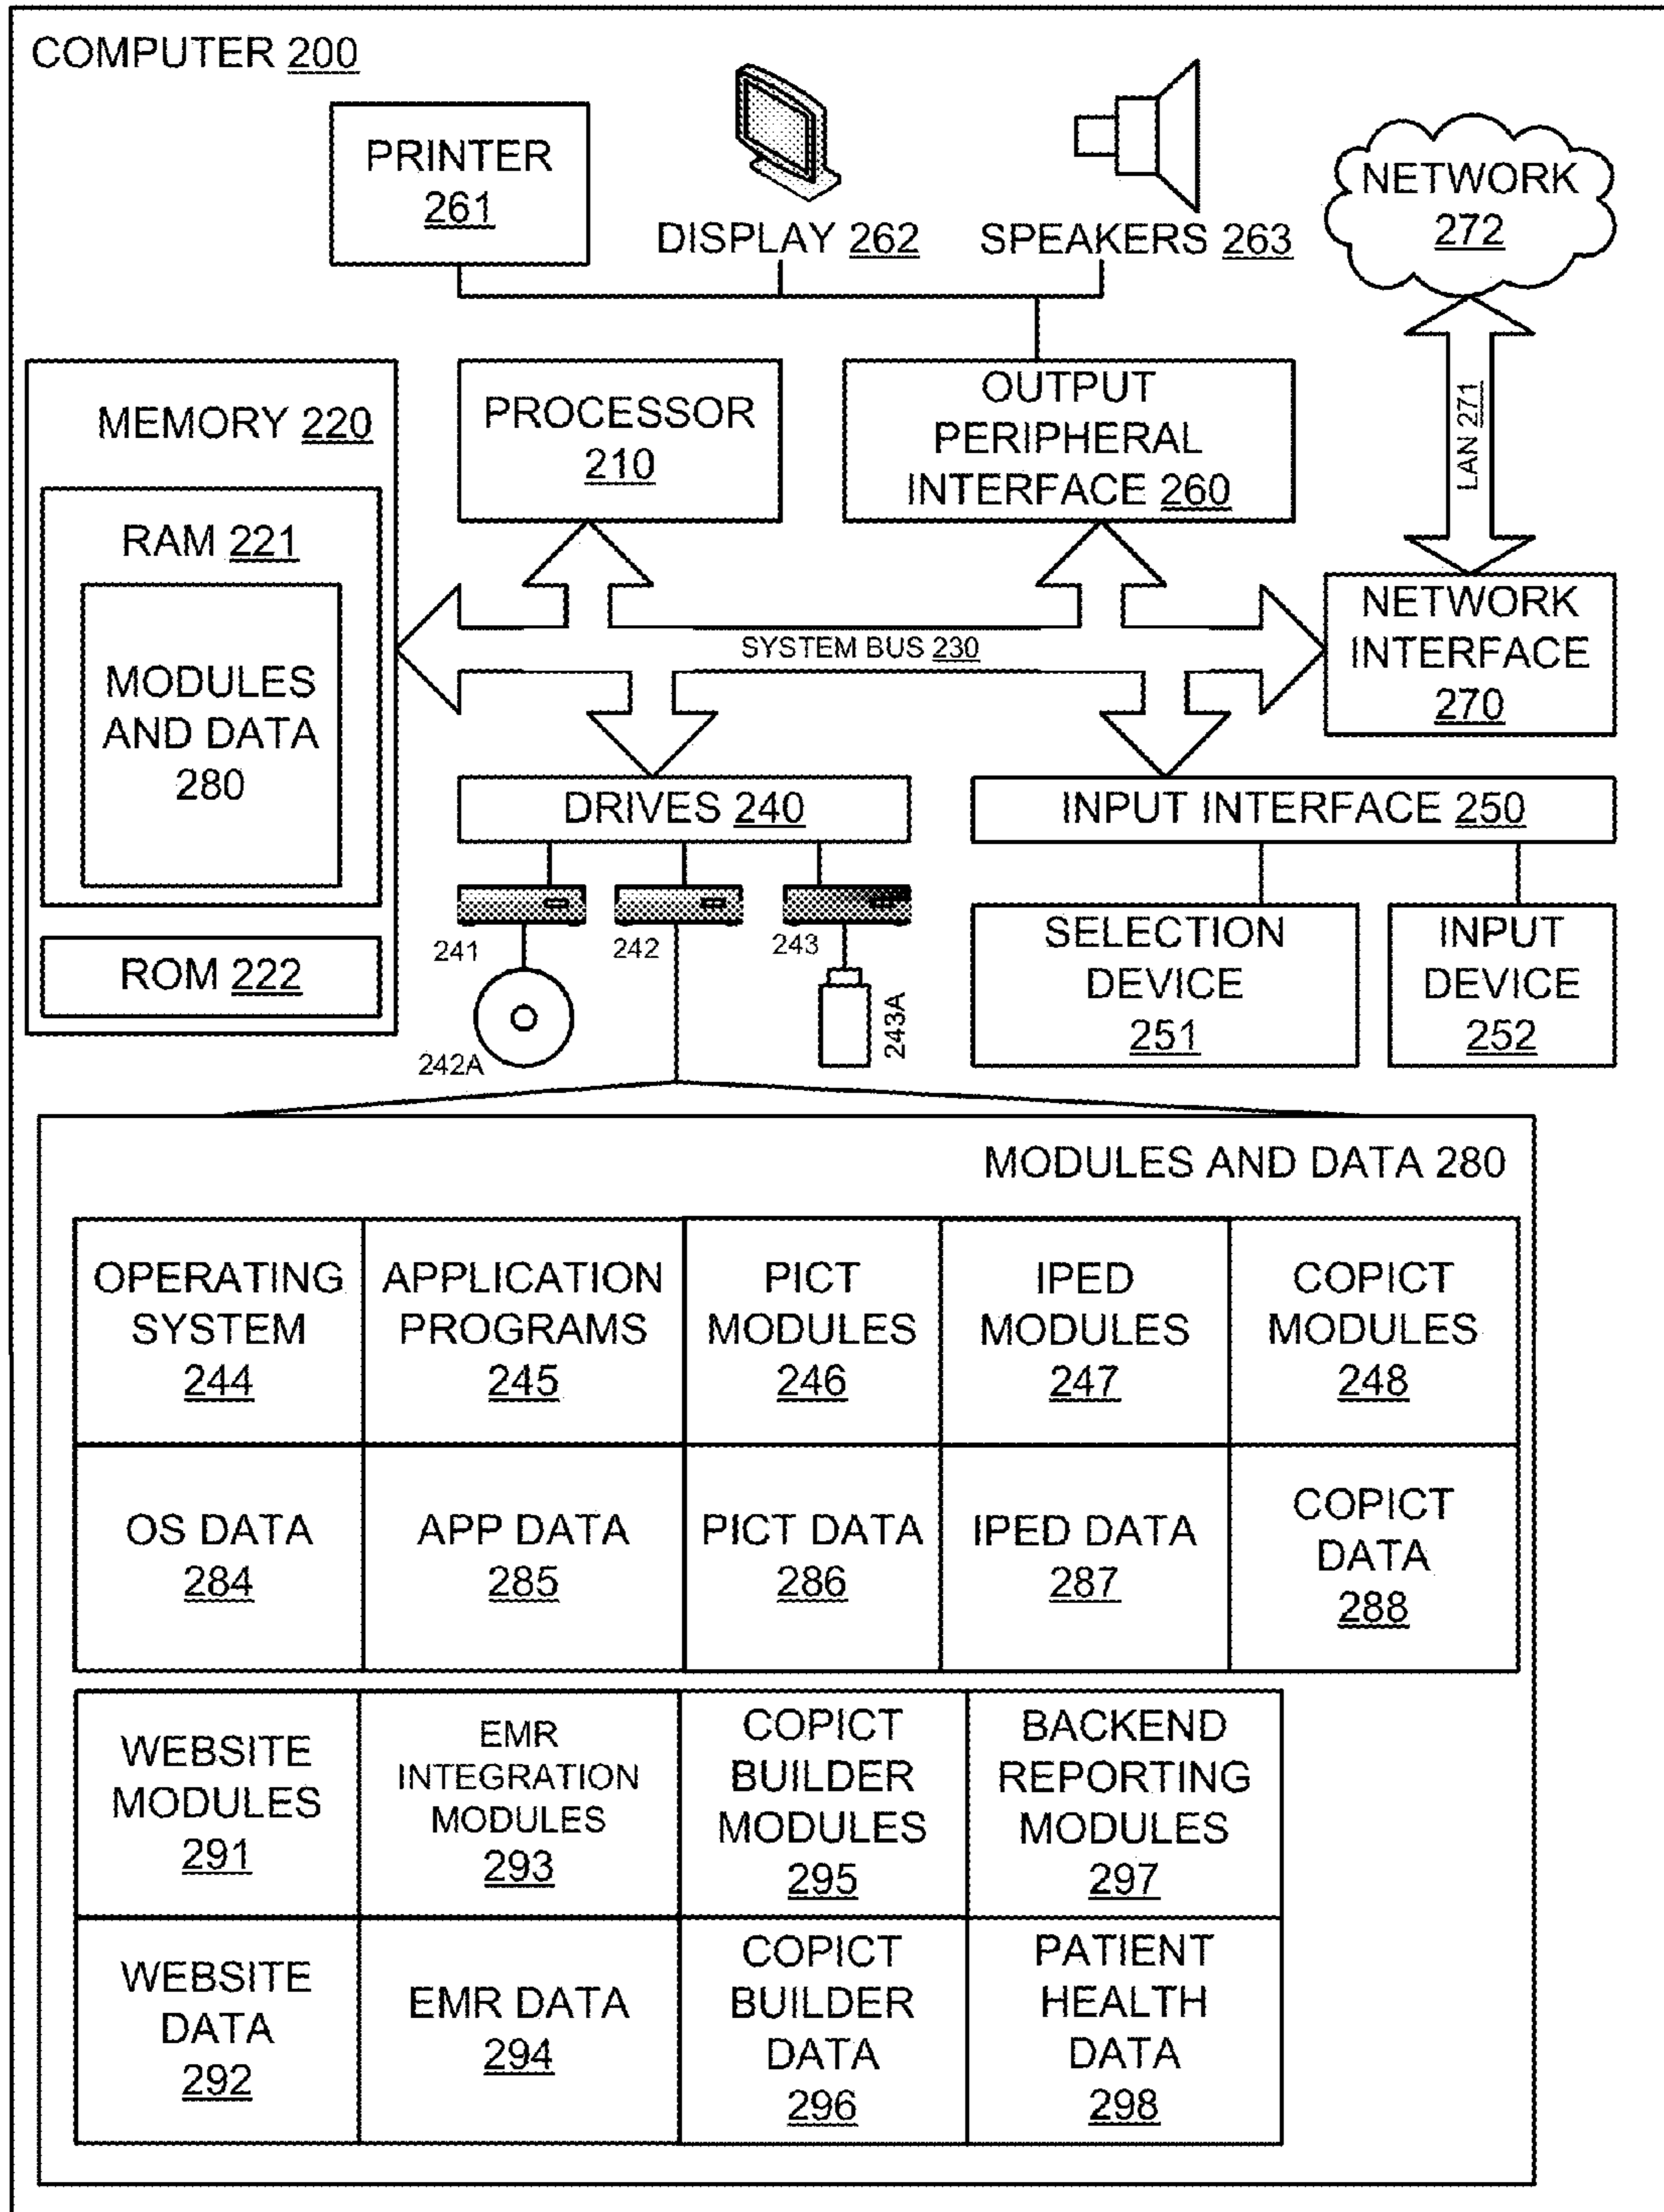 COMPUTER 200
PRINTER
261
DISPLAY 262
SPEAKERS 263
NETWORK
272
LAN 271
MEMORY 220
RAM 221
MODULES
AND DATA
280
ROM 222
PROCESSOR
210
OUTPUT
PERIPHERAL
INTERFACE 260
SYSTEM BUS 230
NETWORK
INTERFACE
270
DRIVES 240
241
242
243
242A
243A
INPUT INTERFACE 250
SELECTION
DEVICE
251
INPUT
DEVICE
252
MODULES AND DATA 280
OPERATING
SYSTEM
244
APPLICATION
PROGRAMS
245
PICT
MODULES
246
IPED
MODULES
247
COPICT
MODULES
248
OS DATA
284
APP DATA
285
PICT DATA
286
IPED DATA
287
COPICT
DATA
288
WEBSITE
MODULES
291
EMR
INTEGRATION
MODULES
293
COPICT
BUILDER
MODULES
295
BACKEND
REPORTING
MODULES
297
WEBSITE
DATA
292
EMR DATA
294
COPICT
BUILDER
DATA
296
PATIENT
HEALTH
DATA
298